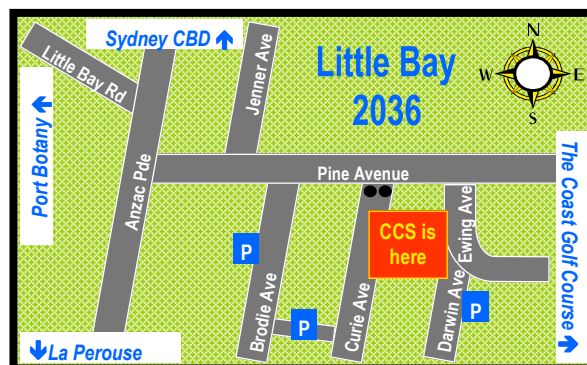 Sydney CBD ↑
Little Bay Rd
Jenner Ave
Little Bay
2036
N
W
E
S
Port Botany ↑
Anzac Pde
Pine Avenue
The Coast Golf Course →
CCS is
here
P
Ewing Ave
Brodie Ave
P
Curie Ave
Darwin Ave
P
↓ La Perouse